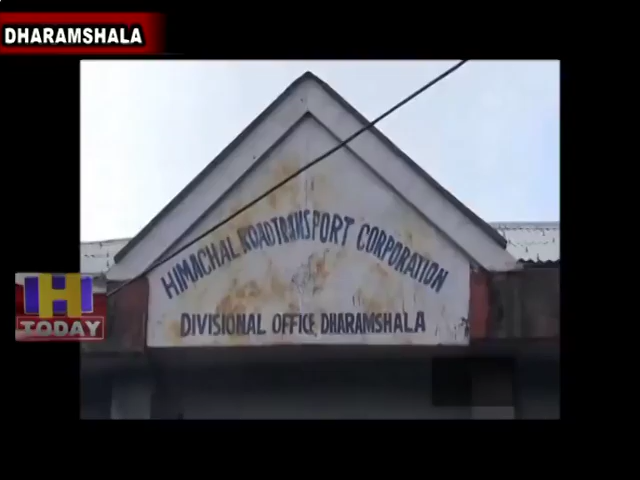 DHARAMSHALA
HIMACHAL ROADTRANSPORT CORPORATION
DIVISIONAL OFFICE DHARAMSHALA
H
TODAY